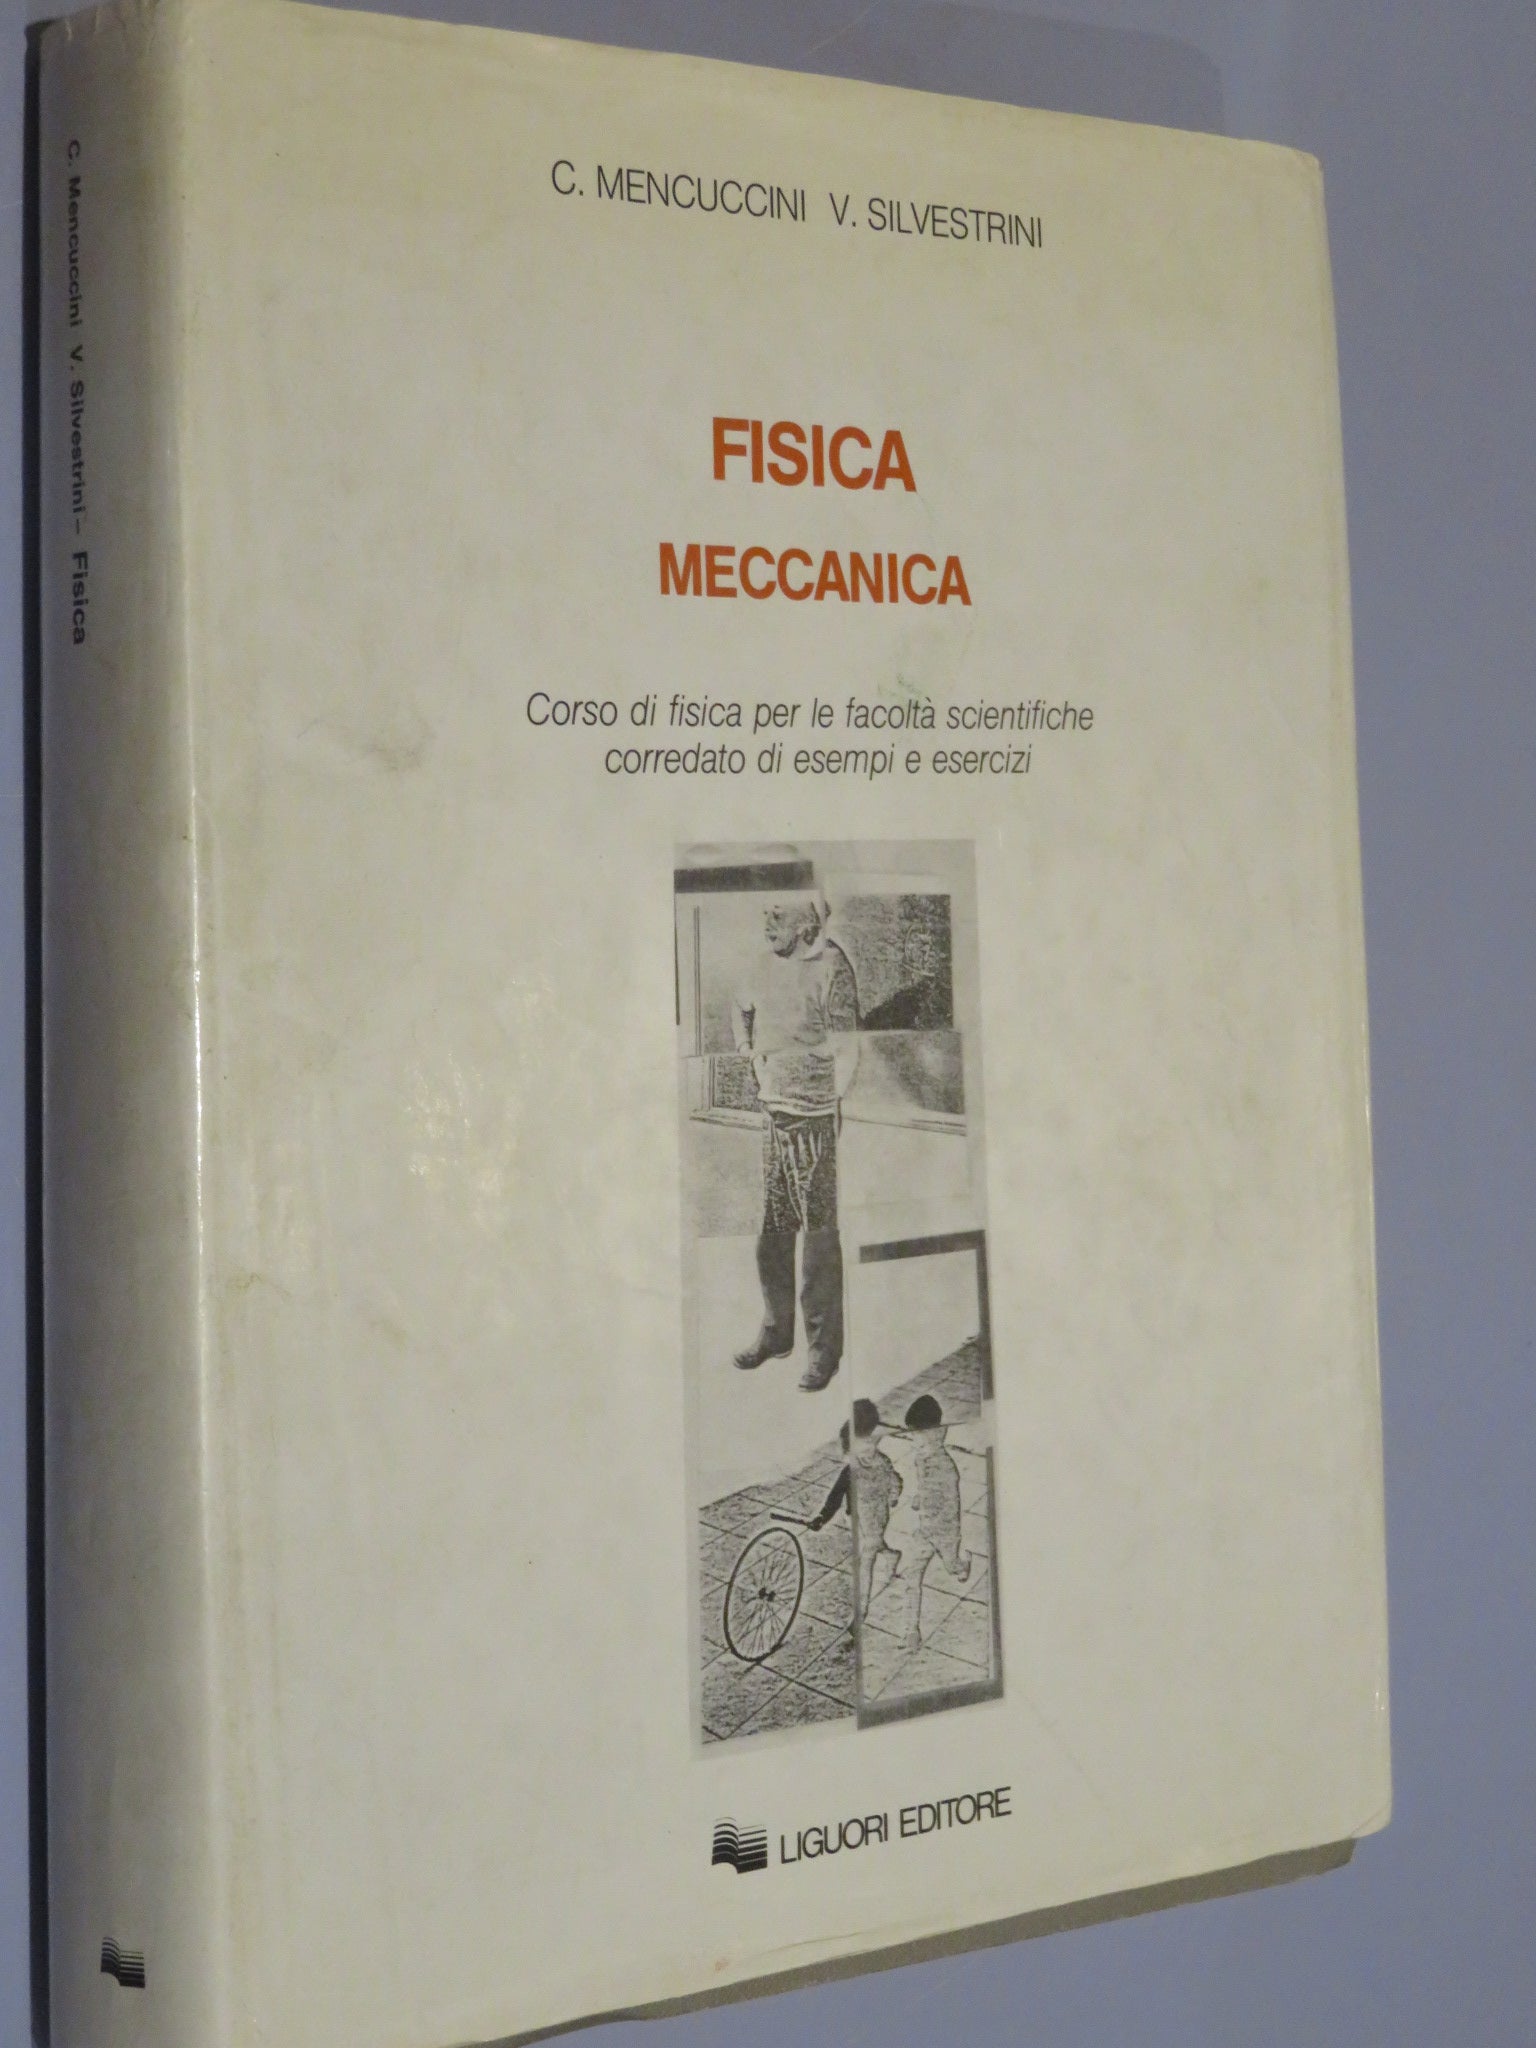 C. MENCUCCINI V. SILVESTRINI
FISICA
MECCANICA
Corso di fisica per le facoltà scientifiche
corredato di esempi e esercizi
LIGUORI EDITORE
C. Mencuccini V. Silvestrini – Fisica